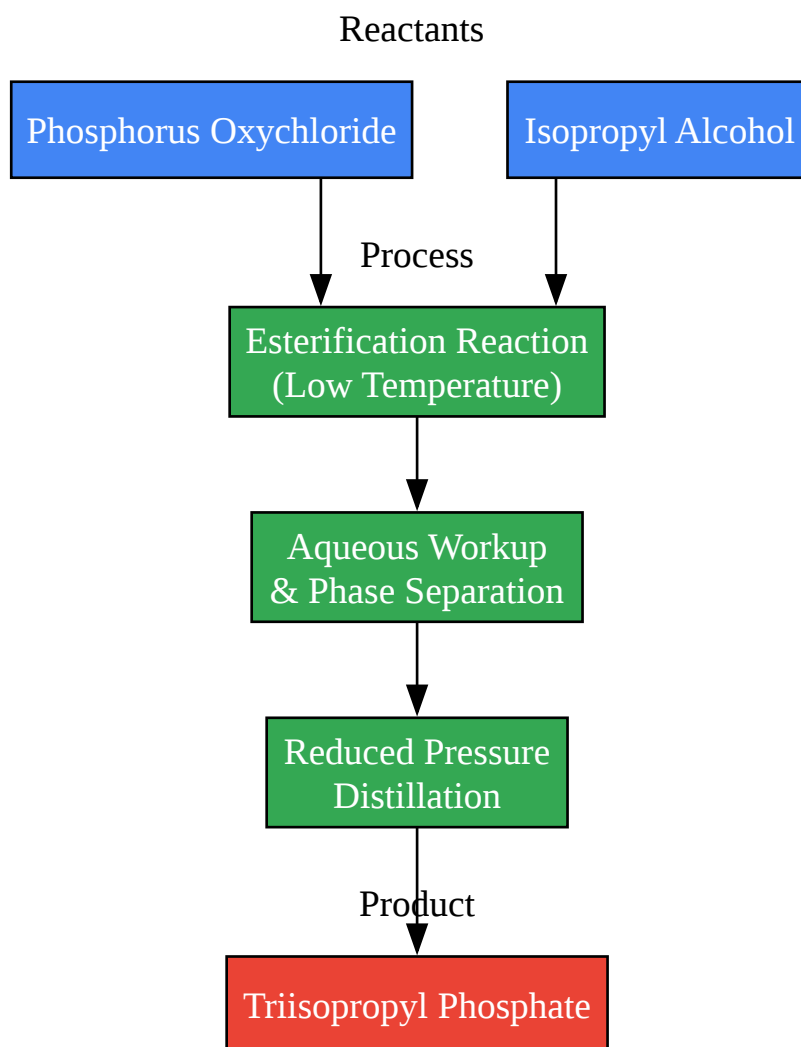 Reactants
Phosphorus Oxychloride
Isopropyl Alcohol
Process
Esterification Reaction
(Low Temperature)
Aqueous Workup
& Phase Separation
Reduced Pressure
Distillation
Product
Triisopropyl Phosphate